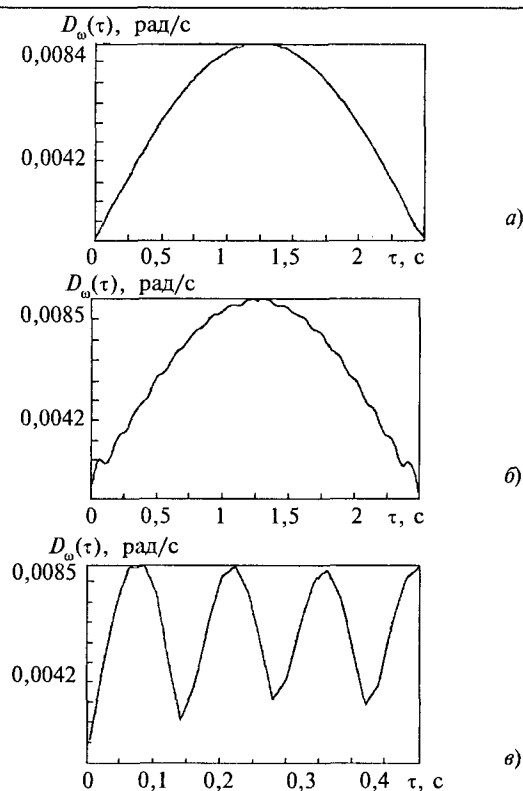 D_ω(τ), рад/с
0,0084
0,0042
0 0,5 1 1,5 2 τ, с
а)
D_ω(τ), рад/с
0,0085
0,0042
0 0,5 1 1,5 2 τ, с
б)
D_ω(τ), рад/с
0,0085
0,0042
0 0,1 0,2 0,3 0,4 τ, с
в)